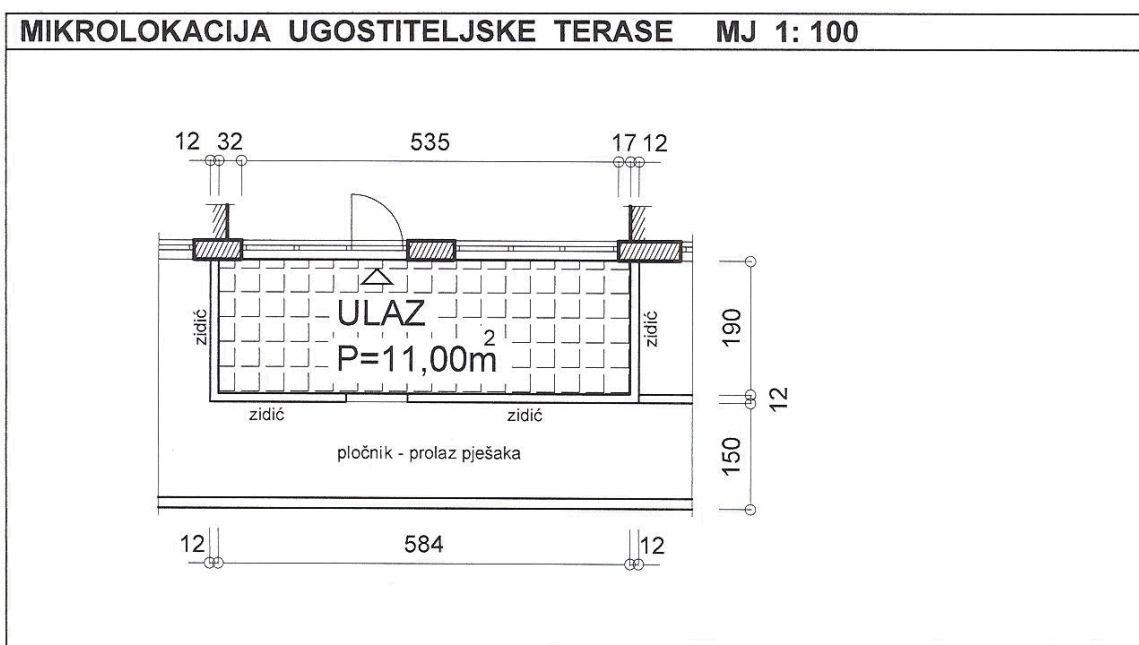 MIKROLOKACIJA UGOSTITELJSKE TERASE MJ 1: 100
12 32 535 17 12
ULAZ
P=11,00m²
zidić
zidić
zidić
zidić
190
12
150
pločnik - prolaz pješaka
12 584 12